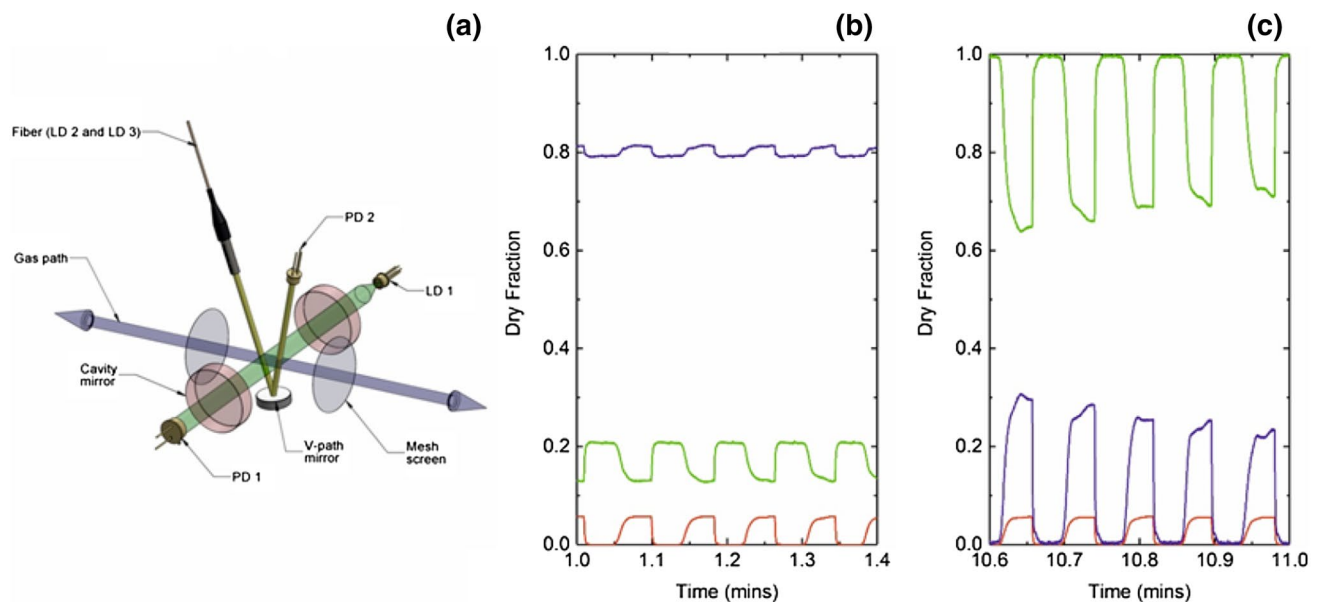 (a)
Fiber (LD 2 and LD 3)
PD 2
Gas path
LD 1
Cavity
mirror
V-path
mirror
Mesh
screen
PD 1
(b)
1.0
0.8
0.6
0.4
0.2
0.0
Dry Fraction
1.0 1.1 1.2 1.3 1.4
Time (mins)
(c)
1.0
0.8
0.6
0.4
0.2
0.0
Dry Fraction
10.6 10.7 10.8 10.9 11.0
Time (mins)